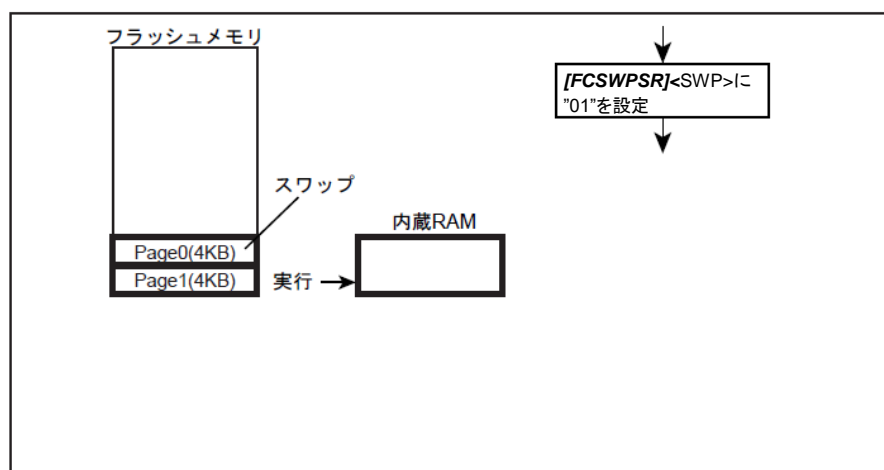 フラッシュメモリ
[FCSWPSR]<SWP>に
"01"を設定
スワップ
内蔵RAM
Page0(4KB)
Page1(4KB)
実行